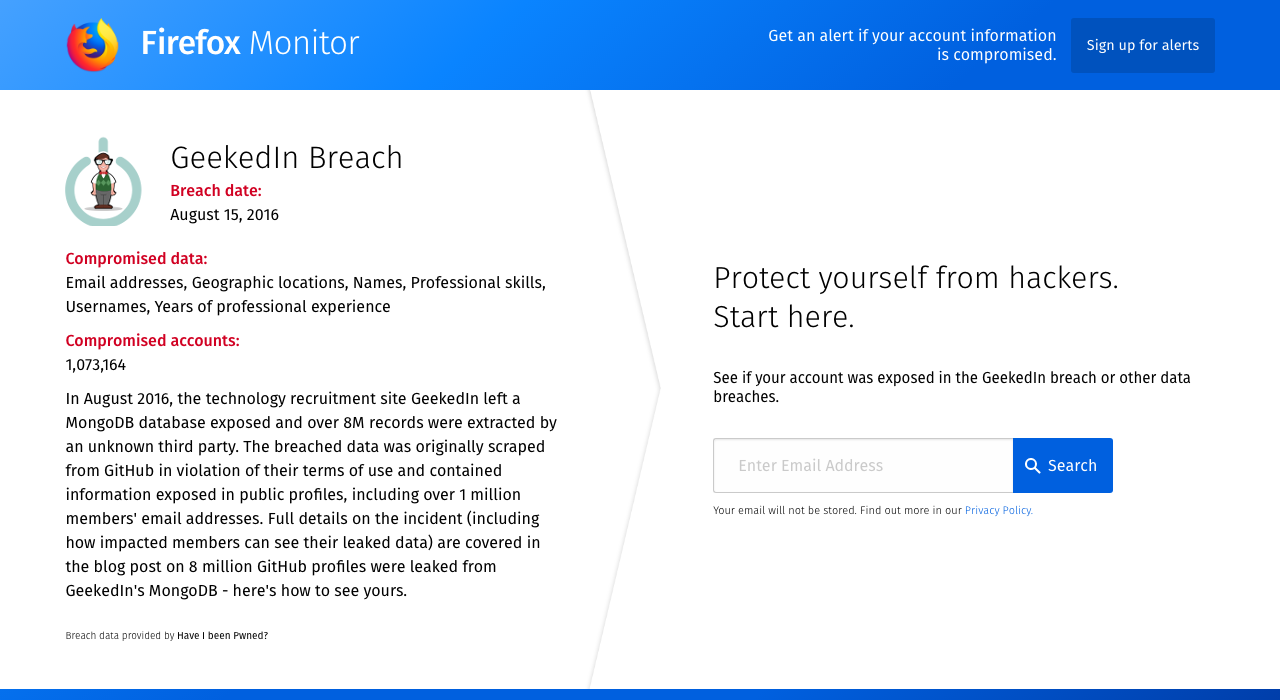 Firefox Monitor
Get an alert if your account information
is compromised.
Sign up for alerts
GeekedIn Breach
Breach date:
August 15, 2016
Compromised data:
Email addresses, Geographic locations, Names, Professional skills,
Usernames, Years of professional experience
Compromised accounts:
1,073,164
In August 2016, the technology recruitment site GeekedIn left a
MongoDB database exposed and over 8M records were extracted by
an unknown third party. The breached data was originally scraped
from GitHub in violation of their terms of use and contained
information exposed in public profiles, including over 1 million
members' email addresses. Full details on the incident (including
how impacted members can see their leaked data) are covered in
the blog post on 8 million GitHub profiles were leaked from
GeekedIn's MongoDB - here's how to see yours.
Breach data provided by Have I been Pwned?
Protect yourself from hackers.
Start here.
See if your account was exposed in the GeekedIn breach or other data
breaches.
Enter Email Address
Search
Your email will not be stored. Find out more in our Privacy Policy.